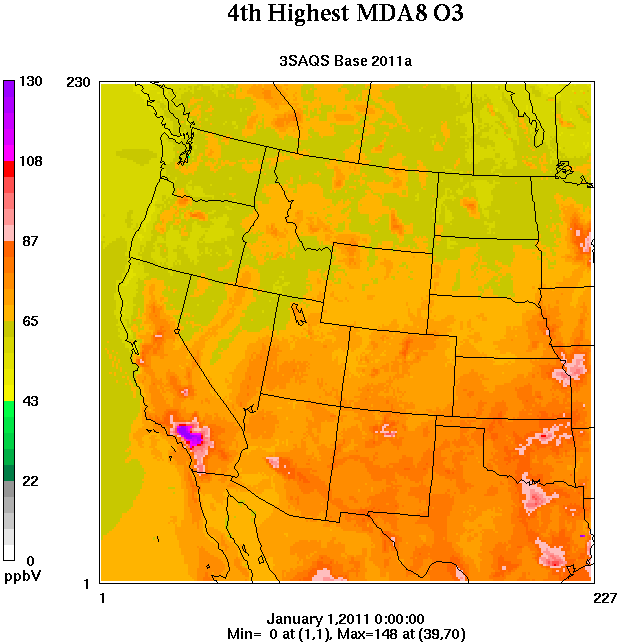 4th Highest MDA8 O3
3SAQS Base 2011a
130
108
87
65
43
22
0
ppbV
230
1
1
227
January 1,2011 0:00:00
Min= 0 at (1,1), Max=148 at (39,70)